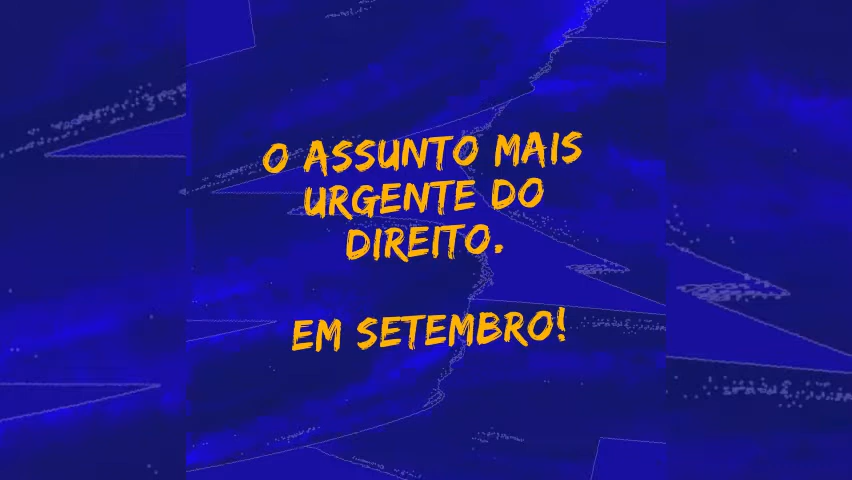 O ASSUNTO MAIS
URGENTE DO
DIREITO.
EM SETEMBRO!